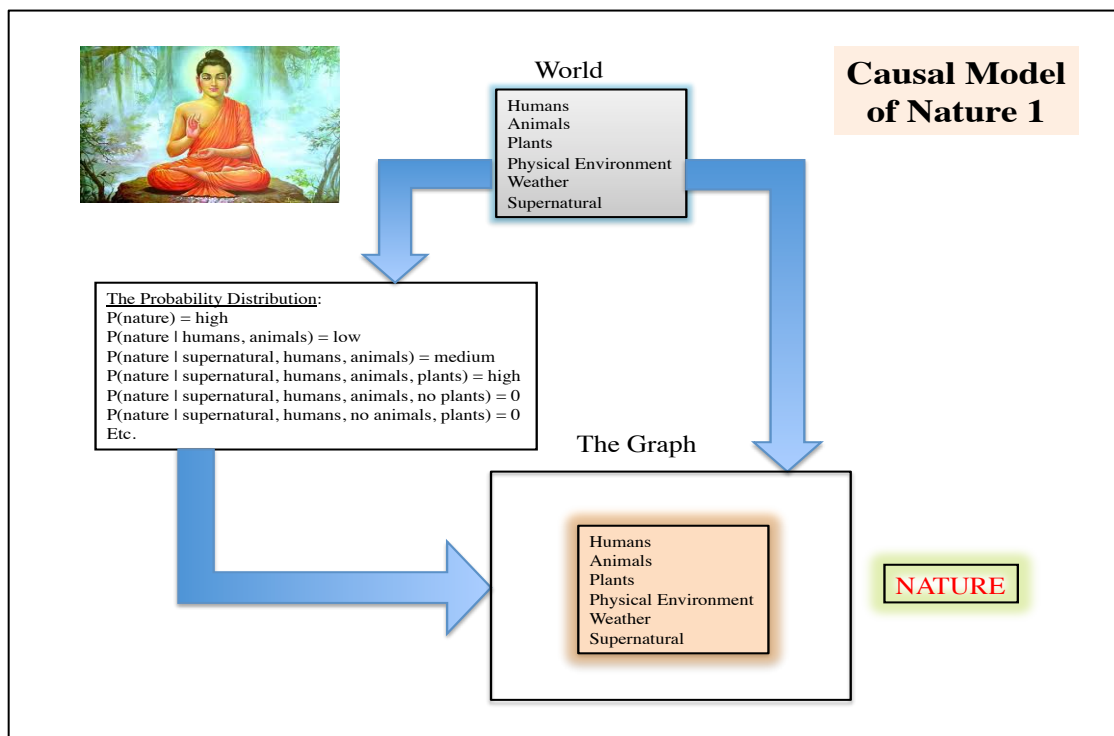 World
Causal Model
of Nature 1
Humans
Animals
Plants
Physical Environment
Weather
Supernatural
The Probability Distribution:
P(nature) = high
P(nature | humans, animals) = low
P(nature | supernatural, humans, animals) = medium
P(nature | supernatural, humans, animals, plants) = high
P(nature | supernatural, humans, animals, no plants) = 0
P(nature | supernatural, humans, no animals, plants) = 0
Etc.
The Graph
Humans
Animals
Plants
Physical Environment
Weather
Supernatural
NATURE